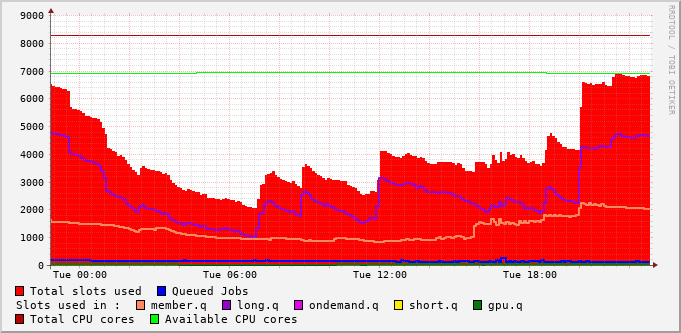 9000
8000
7000
6000
5000
4000
3000
2000
1000
0
Tue 00:00 Tue 06:00 Tue 12:00 Tue 18:00
RRDTOOL / TOBI OETIKER
Total slots used Queued Jobs
Slots used in : member.q long.q ondemand.q short.q gpu.q
Total CPU cores Available CPU cores